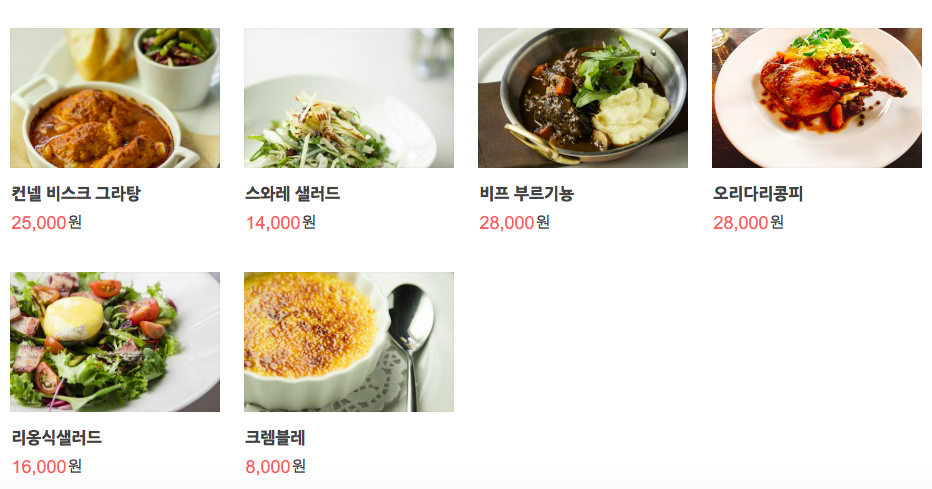 컨넬 비스크 그라탕
25,000원
스와레 샐러드
14,000원
비프 부르기뇽
28,000원
오리다리콩피
28,000원
리옹식샐러드
16,000원
크렘블레
8,000원